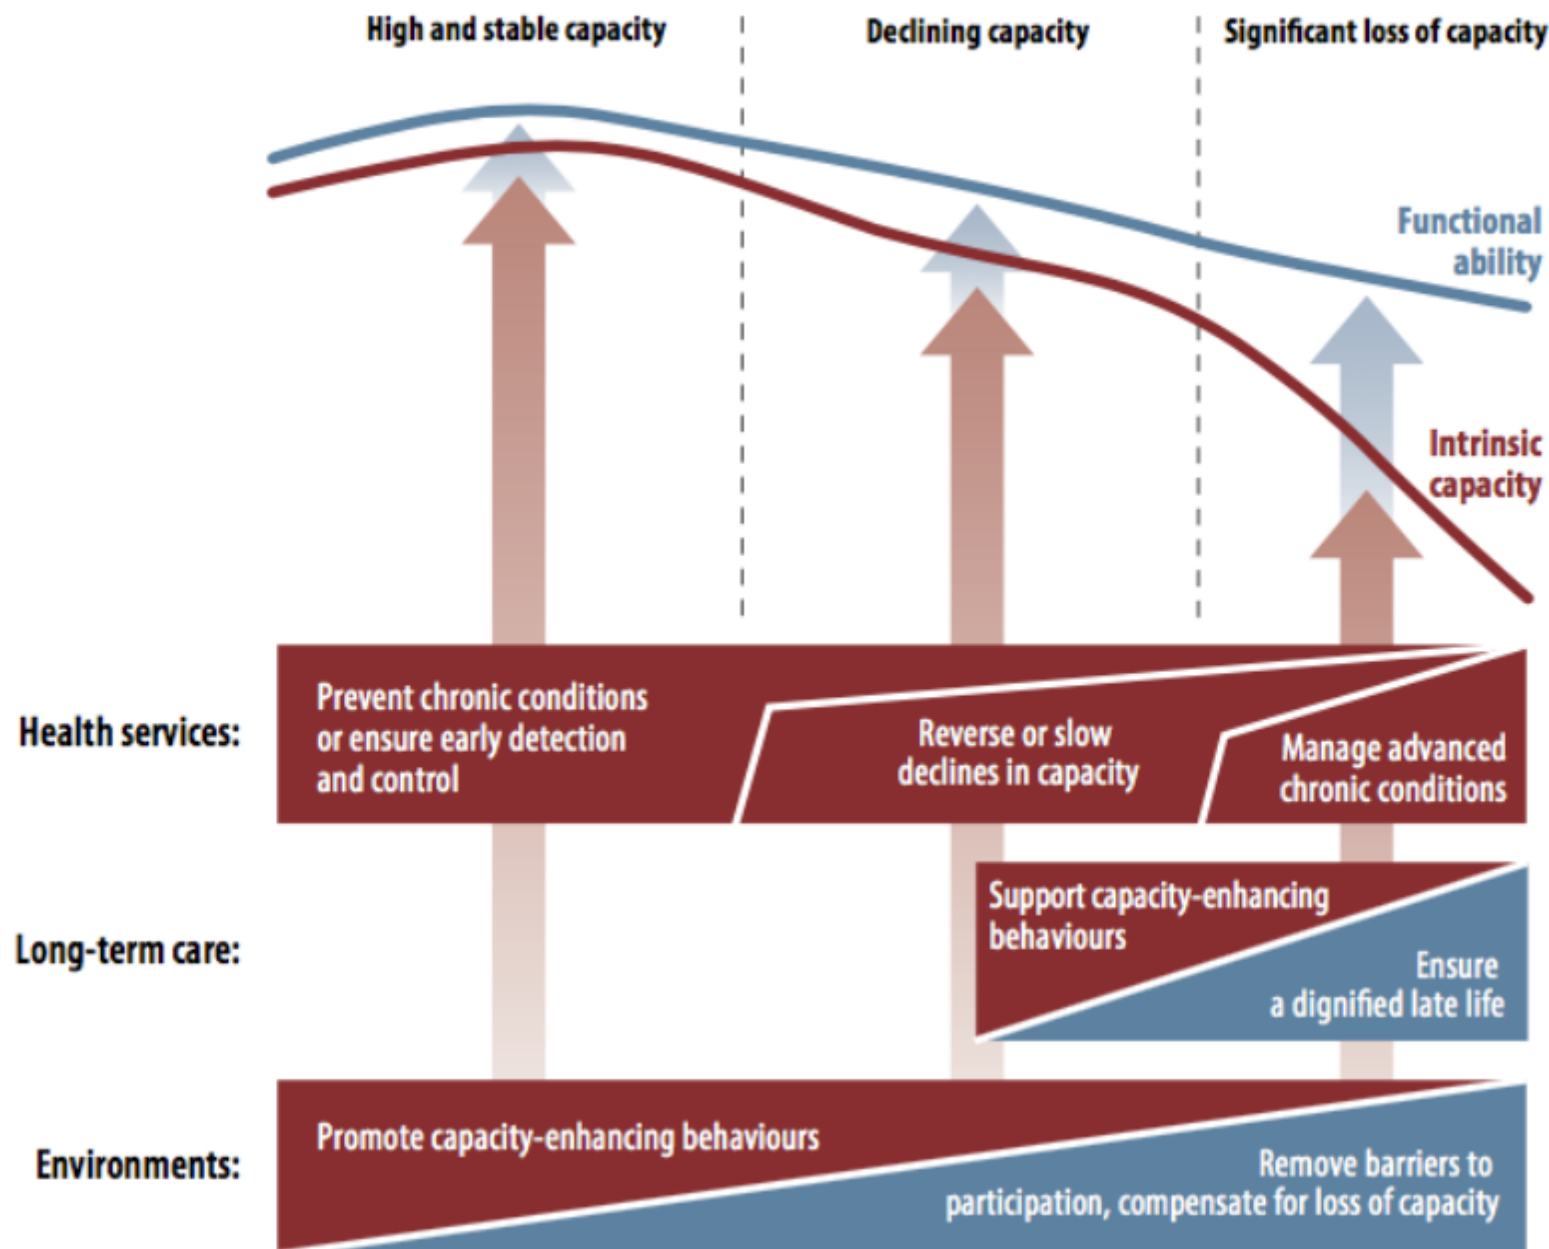 High and stable capacity
Declining capacity
Significant loss of capacity
Functional
ability
Intrinsic
capacity
Health services:
Prevent chronic conditions
or ensure early detection
and control
Reverse or slow
declines in capacity
Manage advanced
chronic conditions
Long-term care:
Support capacity-enhancing
behaviours
Ensure
a dignified late life
Environments:
Promote capacity-enhancing behaviours
Remove barriers to
participation, compensate for loss of capacity